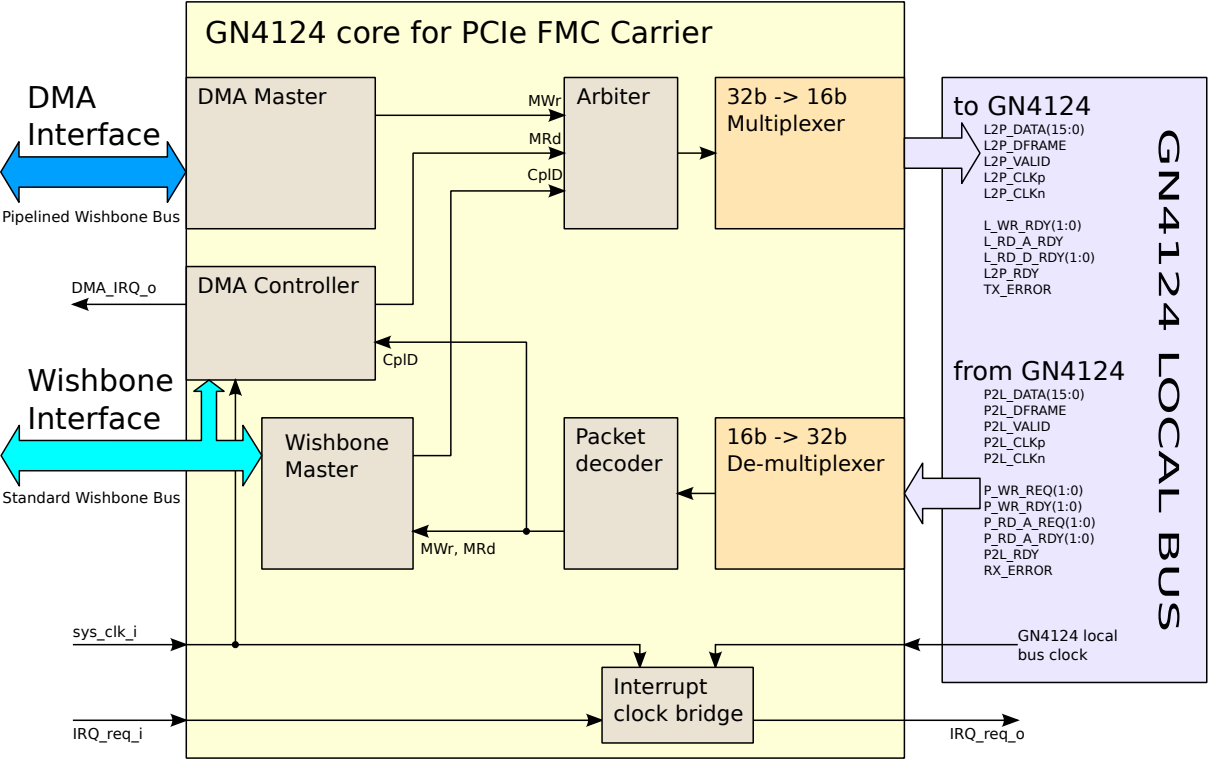 GN4124 core for PCIe FMC Carrier
DMA
Interface
Pipelined Wishbone Bus
DMA Master
MWr
MRd
CplD
Arbiter
32b -> 16b
Multiplexer
to GN4124
L2P_DATA(15:0)
L2P_DFRAME
L2P_VALID
L2P_CLKp
L2P_CLKn
L_WR_RDY(1:0)
L_RD_A_RDY
L_RD_D_RDY(1:0)
L2P_RDY
TX_ERROR
GN4124 LOCAL BUS
DMA_IRQ_o
DMA Controller
CplD
Wishbone
Interface
Standard Wishbone Bus
Wishbone
Master
MWr, MRd
Packet
decoder
16b -> 32b
De-multiplexer
from GN4124
P2L_DATA(15:0)
P2L_DFRAME
P2L_VALID
P2L_CLKp
P2L_CLKn
P_WR_REQ(1:0)
P_WR_RDY(1:0)
P_RD_A_REQ(1:0)
P_RD_A_RDY(1:0)
P2L_RDY
RX_ERROR
sys_clk_i
GN4124 local
bus clock
Interrupt
clock bridge
IRQ_req_i
IRQ_req_o